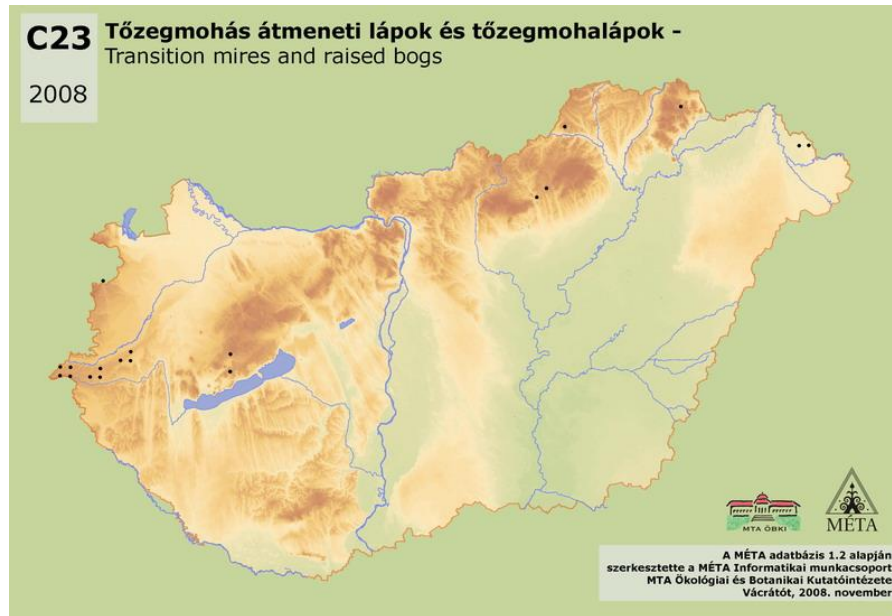 C23
2008
Tőzegmohás átmeneti lápok és tőzegmohalápok -
Transition mires and raised bogs
MTA ÖBKI
MÉTA
A MÉTA adatbázis 1.2 alapján
szerkesztette a MÉTA Informatikai munkacsoport
MTA Ökológiai és Botanikai Kutatóintézete
Vácrátót, 2008. november